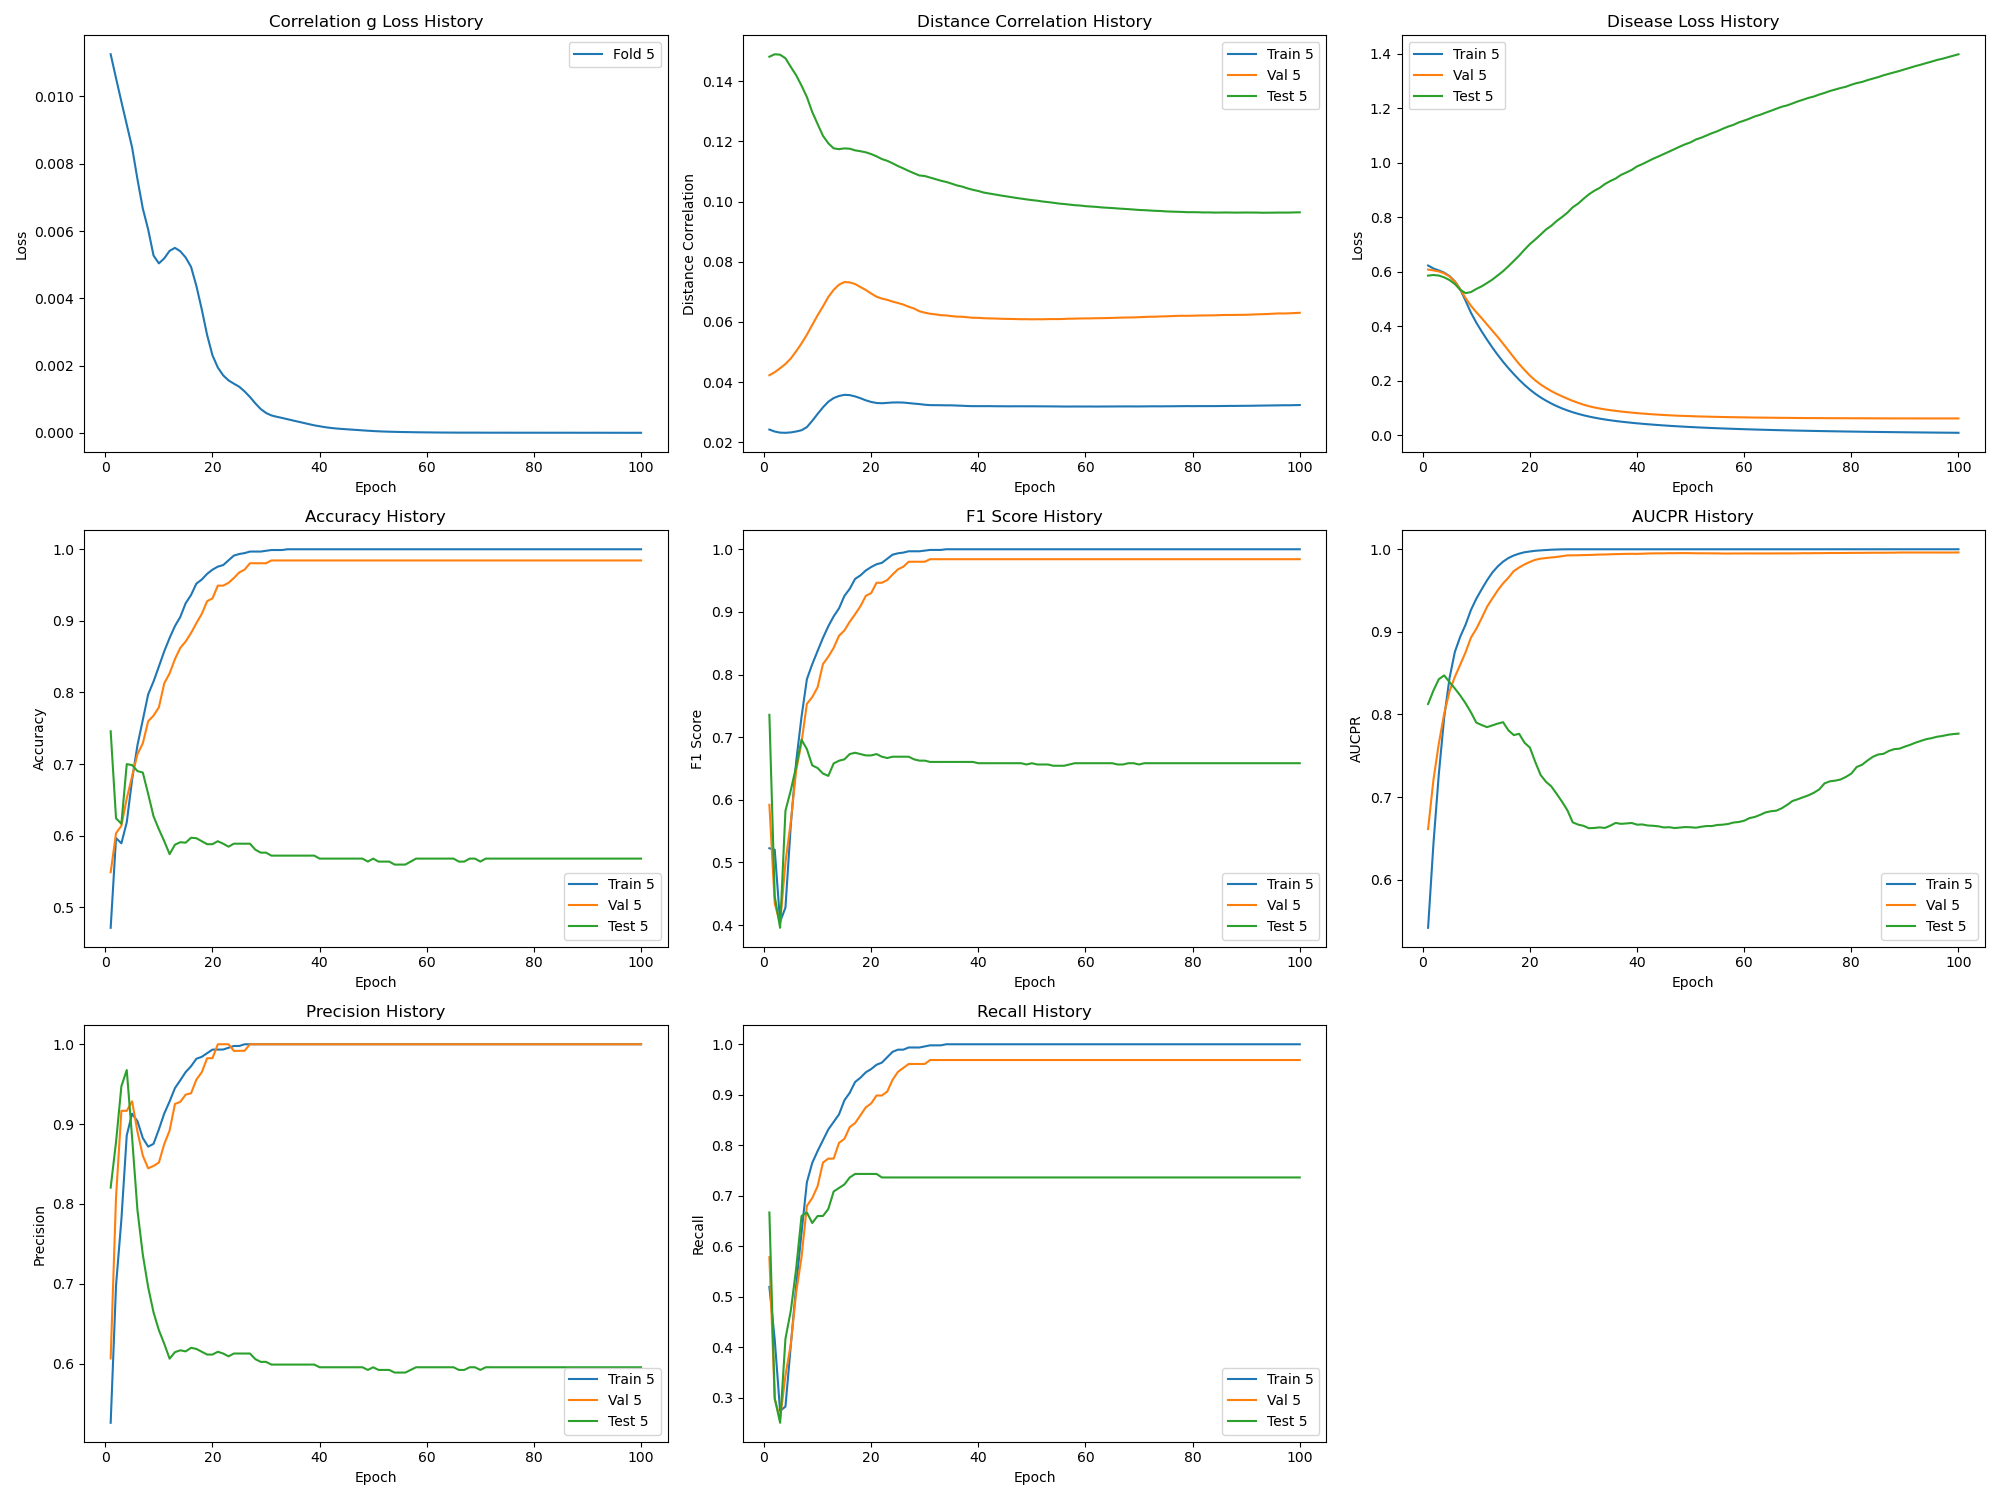 Correlation g Loss History
Loss
0.010
0.008
0.006
0.004
0.002
0.000
0 20 40 60 80 100
Epoch
Fold 5
Distance Correlation History
Distance Correlation
0.14
0.12
0.10
0.08
0.06
0.04
0.02
0 20 40 60 80 100
Epoch
Train 5
Val 5
Test 5
Disease Loss History
Loss
1.4
1.2
1.0
0.8
0.6
0.4
0.2
0.0
0 20 40 60 80 100
Epoch
Train 5
Val 5
Test 5
Accuracy History
Accuracy
1.0
0.9
0.8
0.7
0.6
0.5
0 20 40 60 80 100
Epoch
Train 5
Val 5
Test 5
F1 Score History
F1 Score
1.0
0.9
0.8
0.7
0.6
0.5
0.4
0 20 40 60 80 100
Epoch
Train 5
Val 5
Test 5
AUCPR History
AUCPR
1.0
0.9
0.8
0.7
0.6
0 20 40 60 80 100
Epoch
Train 5
Val 5
Test 5
Precision History
Precision
1.0
0.9
0.8
0.7
0.6
0 20 40 60 80 100
Epoch
Train 5
Val 5
Test 5
Recall History
Recall
1.0
0.9
0.8
0.7
0.6
0.5
0.4
0.3
0 20 40 60 80 100
Epoch
Train 5
Val 5
Test 5